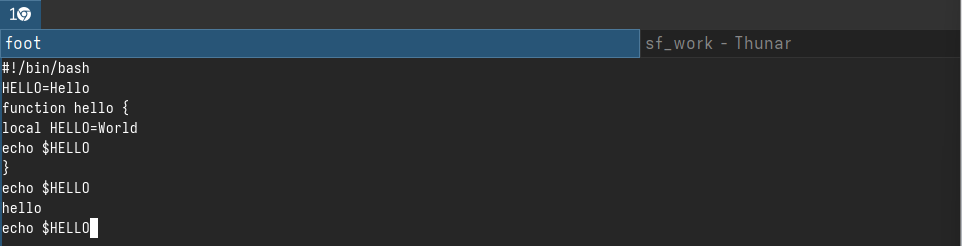 1
foot
sf_work - Thunar
#!/bin/bash
HELLO=Hello
function hello {
local HELLO=World
echo $HELLO
}
echo $HELLO
hello
echo $HELLO